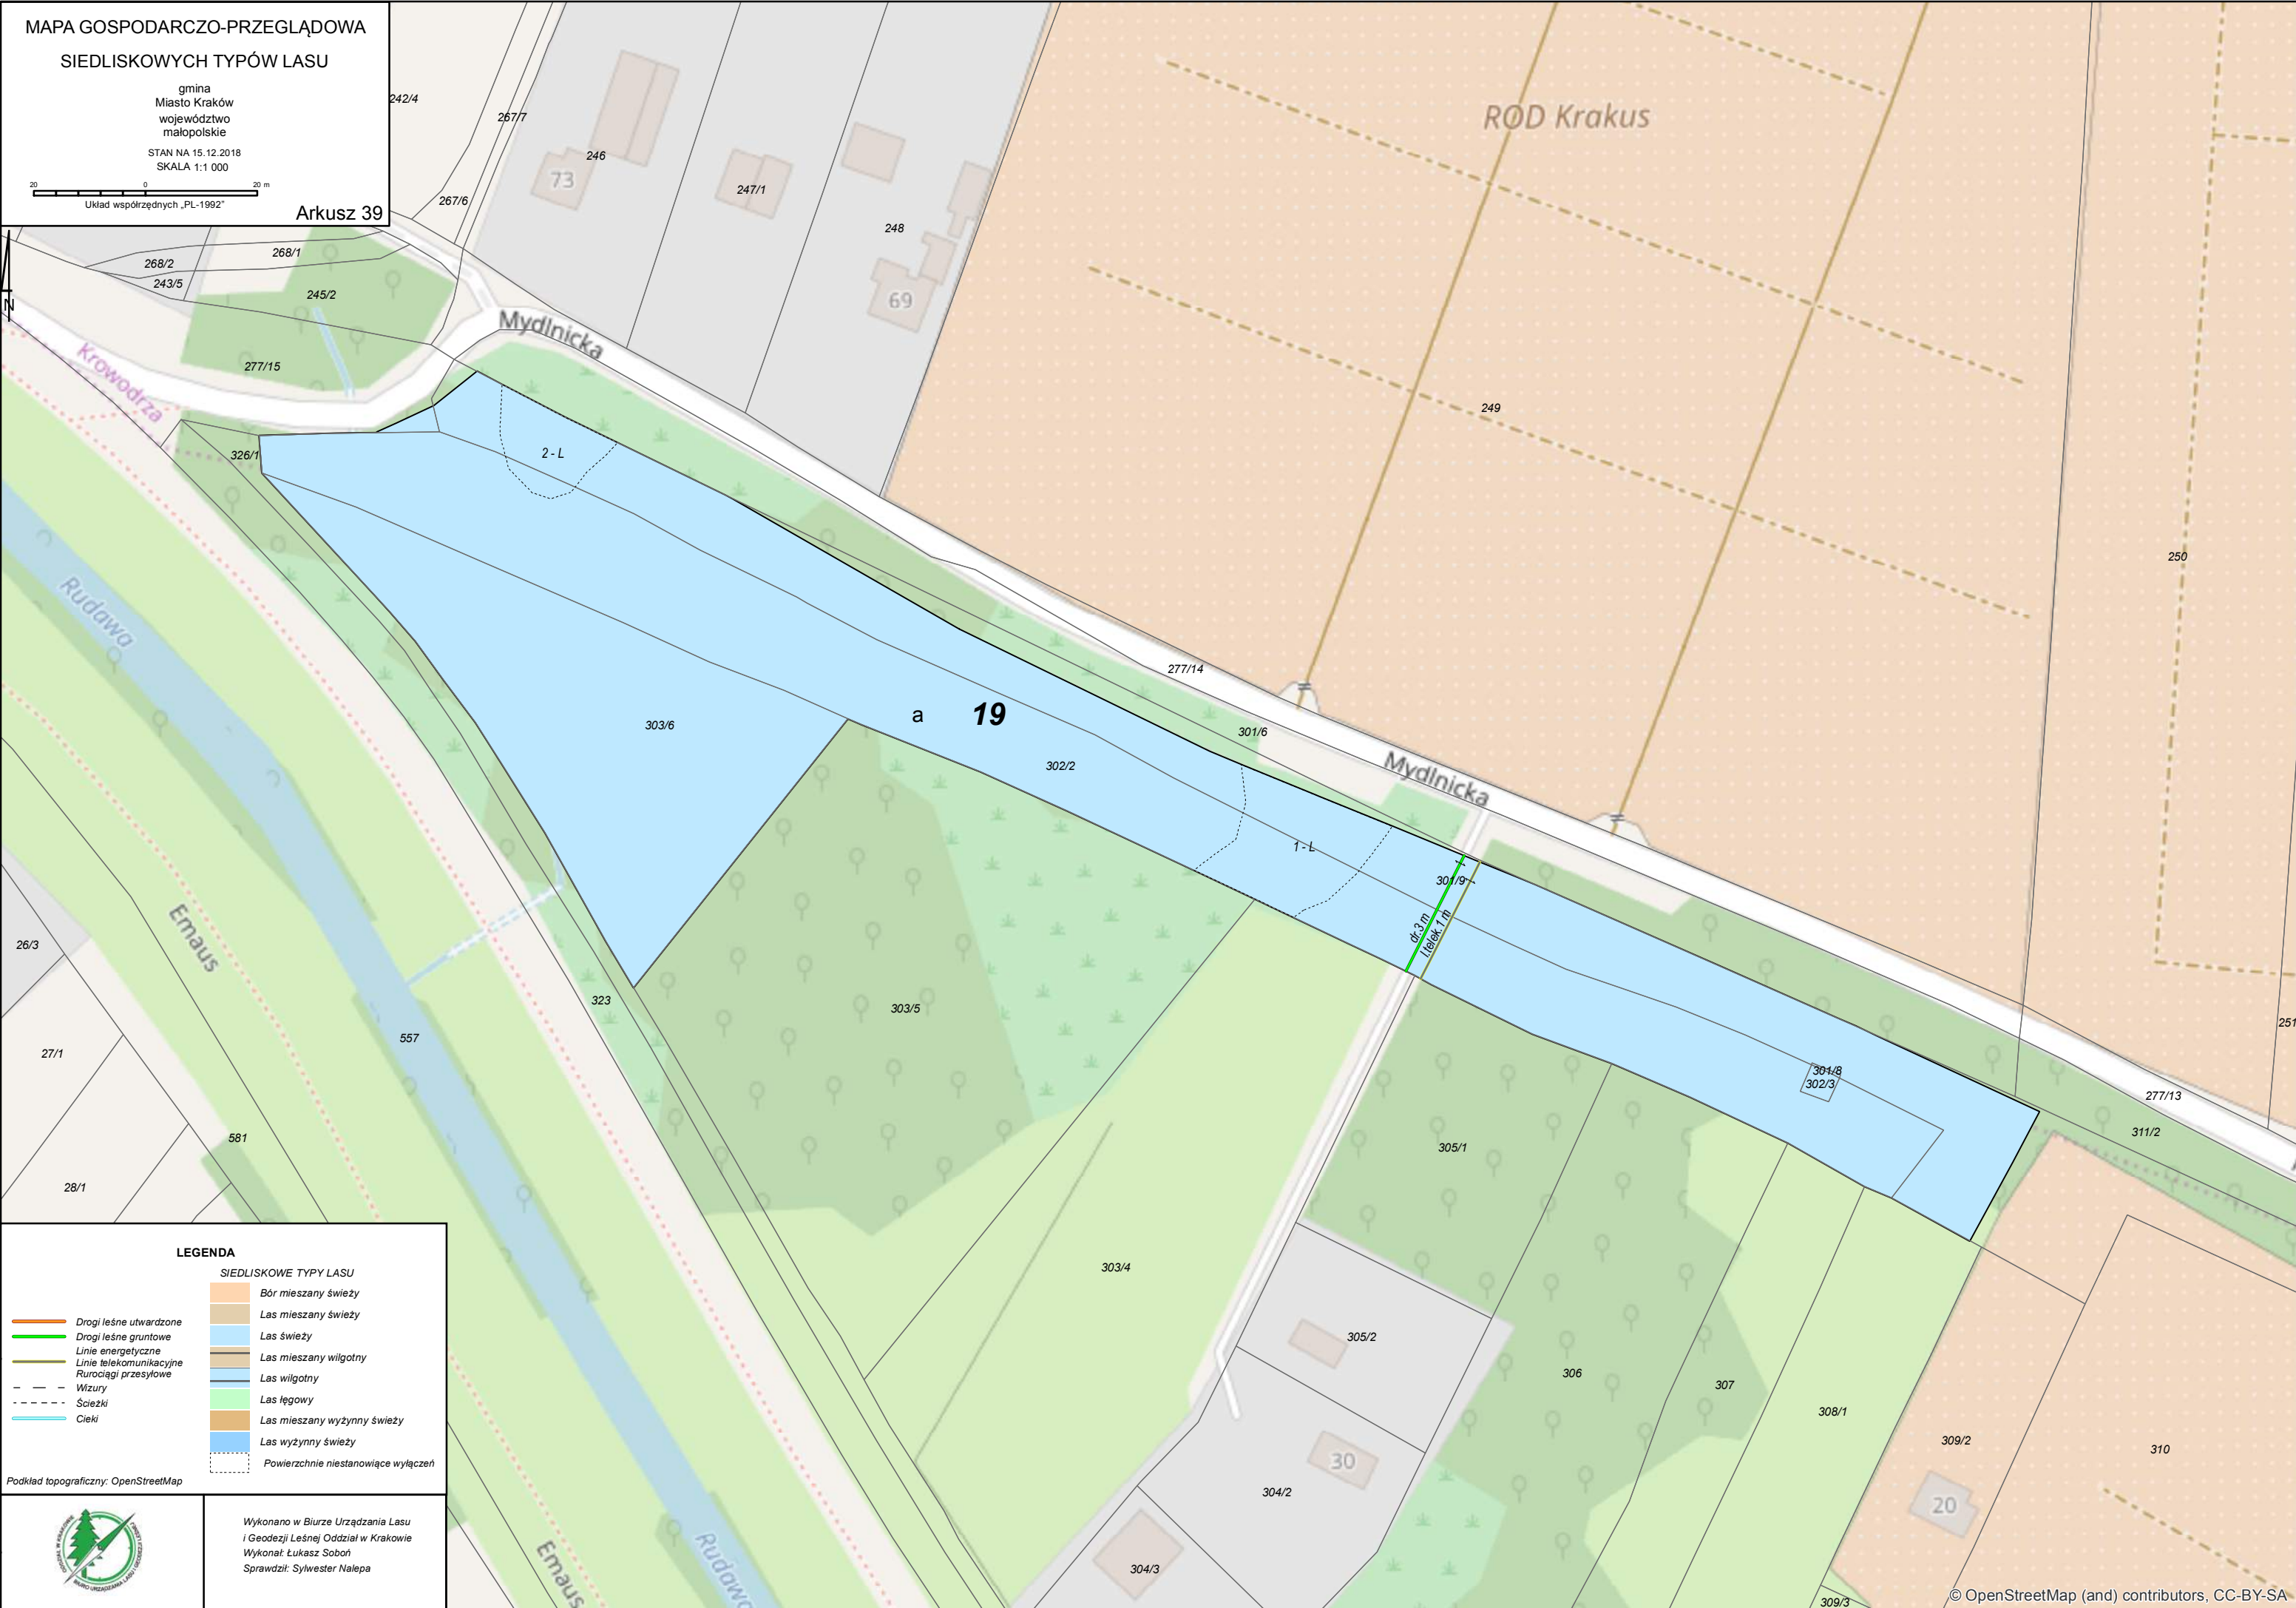 MAPA GOSPODARCZO-PRZEGLĄDOWA
SIEDLISKOWYCH TYPÓW LASU
gmina
Miasto Kraków
województwo
małopolskie
STAN NA 15.12.2018
SKALA 1:1 000
20 0 20 m
Układ współrzędnych „PL-1992”
Arkusz 39
N
242/4
267/7
267/6
246
73
247/1
248
69
ROD Krakus
268/1
268/2
243/5
245/2
277/15
Mydlnicka
Krowodrza
326/1
2 - L
249
250
251
Rudawa
277/14
301/6
Mydlnicka
303/6
a 19
302/2
1 - L
301/9
dr.3 m
l.telek.1 m
Emaus
26/3
27/1
28/1
557
581
323
303/5
301/8
302/3
277/13
311/2
305/1
303/4
305/2
306
307
308/1
309/2
310
30
20
304/2
304/3
309/3
Emaus
Rudawa
LEGENDA
SIEDLISKOWE TYPY LASU
Bór mieszany świeży
Las mieszany świeży
Las świeży
Las mieszany wilgotny
Las wilgotny
Las łęgowy
Las mieszany wyżynny świeży
Las wyżynny świeży
Powierzchnie niestanowiące wyłączeń
Drogi leśne utwardzone
Drogi leśne gruntowe
Linie energetyczne
Linie telekomunikacyjne
Rurociągi przesyłowe
Wizury
Ścieżki
Cieki
Podkład topograficzny: OpenStreetMap
Wykonano w Biurze Urządzania Lasu
i Geodezji Leśnej Oddział w Krakowie
Wykonał: Łukasz Soboń
Sprawdził: Sylwester Nalepa
BIURO URZĄDZANIA LASU I GEODEZJI LEŚNEJ
ODDZIAŁ W KRAKOWIE
© OpenStreetMap (and) contributors, CC-BY-SA